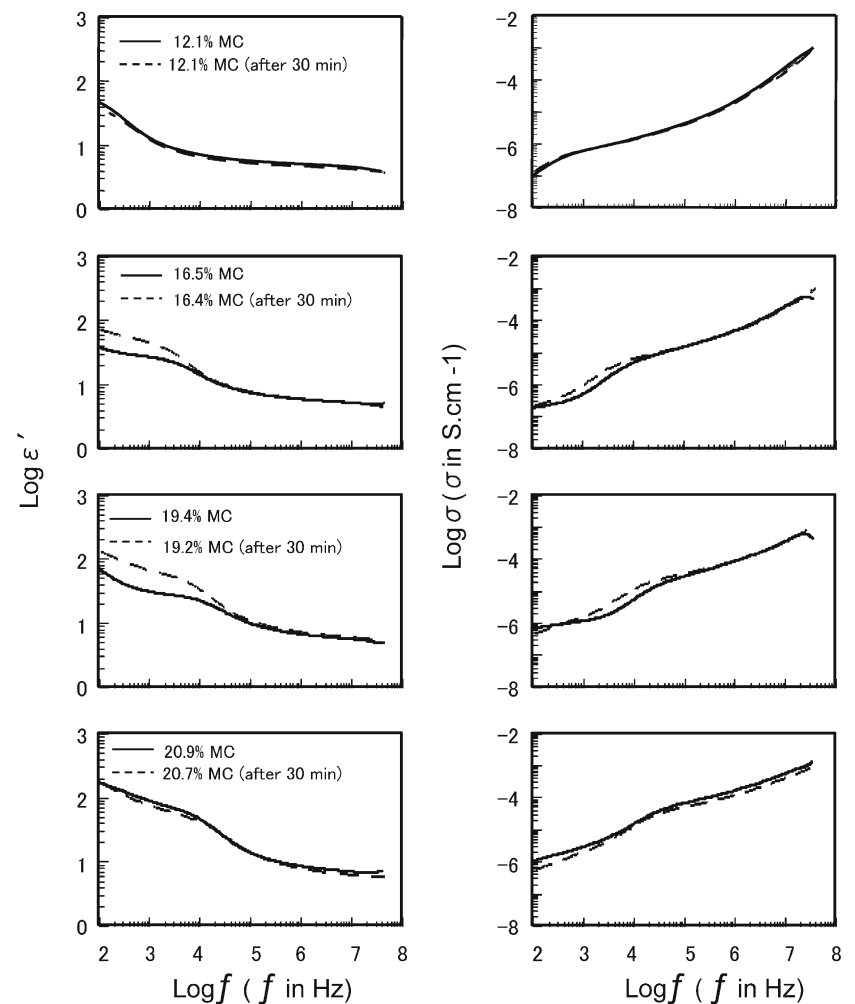 3
2
1
0
12.1% MC
12.1% MC (after 30 min)
-2
-4
-6
-8
3
2
1
0
16.5% MC
16.4% MC (after 30 min)
-2
-4
-6
-8
Log ε′
Log σ ( σ in S.cm -1)
3
2
1
0
19.4% MC
19.2% MC (after 30 min)
-2
-4
-6
-8
3
2
1
0
20.9% MC
20.7% MC (after 30 min)
-2
-4
-6
-8
2 3 4 5 6 7 8
2 3 4 5 6 7 8
Log f ( f in Hz)
Log f ( f in Hz)